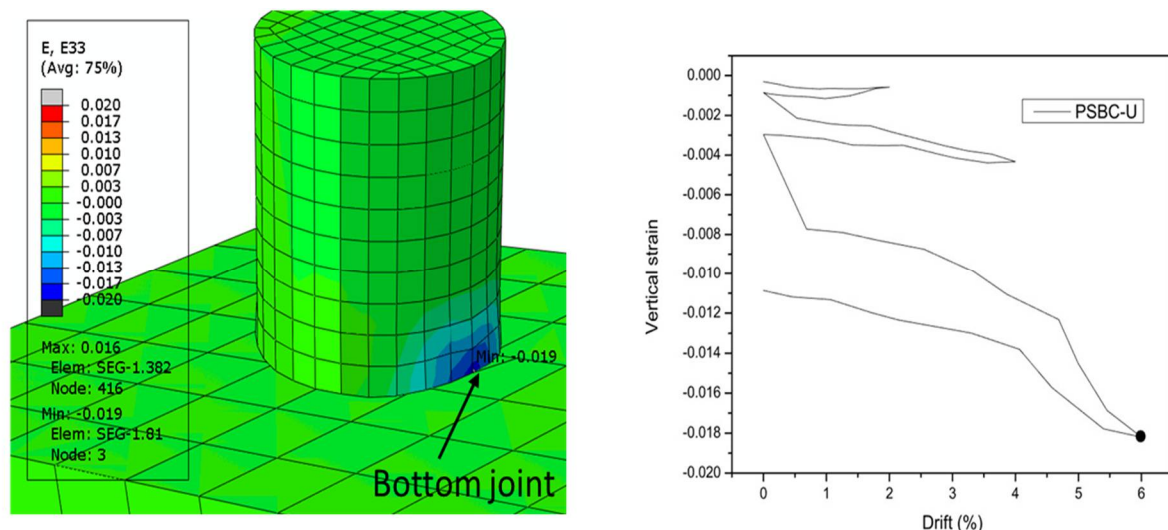 E, E33
(Avg: 75%)
0.020
0.017
0.013
0.010
0.007
0.003
-0.000
-0.003
-0.007
-0.010
-0.013
-0.017
-0.020
Max: 0.016
Elem: SEG-1.382
Node: 416
Min: -0.019
Elem: SEG-1.81
Node: 3
Min: -0.019
Bottom joint
PSBC-U
Vertical strain
0.000
-0.002
-0.004
-0.006
-0.008
-0.010
-0.012
-0.014
-0.016
-0.018
-0.020
0 1 2 3 4 5 6
Drift (%)